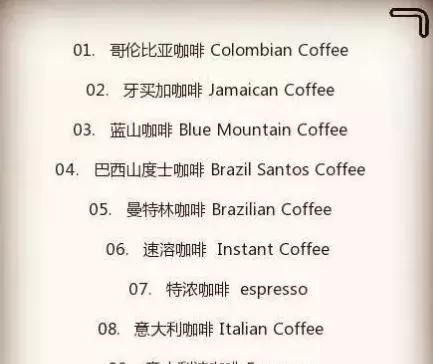 01. 哥伦比亚咖啡 Colombian Coffee
02. 牙买加咖啡 Jamaican Coffee
03. 蓝山咖啡 Blue Mountain Coffee
04. 巴西山度士咖啡 Brazil Santos Coffee
05. 曼特林咖啡 Brazilian Coffee
06. 速溶咖啡 Instant Coffee
07. 特浓咖啡 espresso
08. 意大利咖啡 Italian Coffee